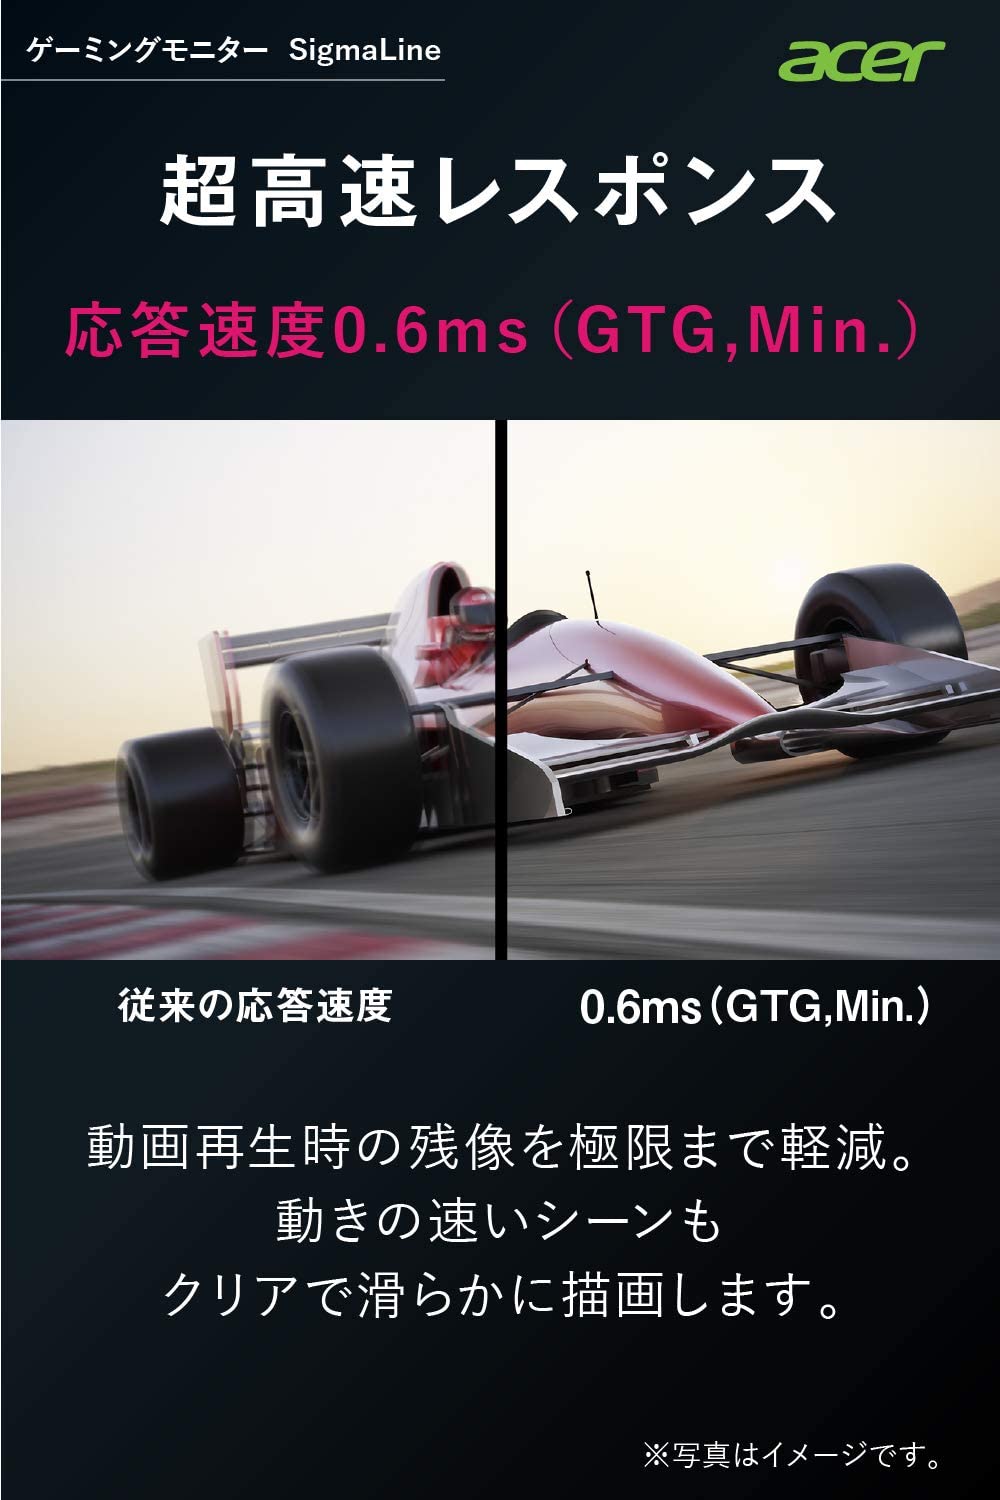 ゲーミングモニター SigmaLine
acer
超高速レスポンス
応答速度0.6ms（GTG,Min.）
従来の応答速度
0.6ms（GTG,Min.）
動画再生時の残像を極限まで軽減。
動きの速いシーンも
クリアで滑らかに描画します。
※写真はイメージです。